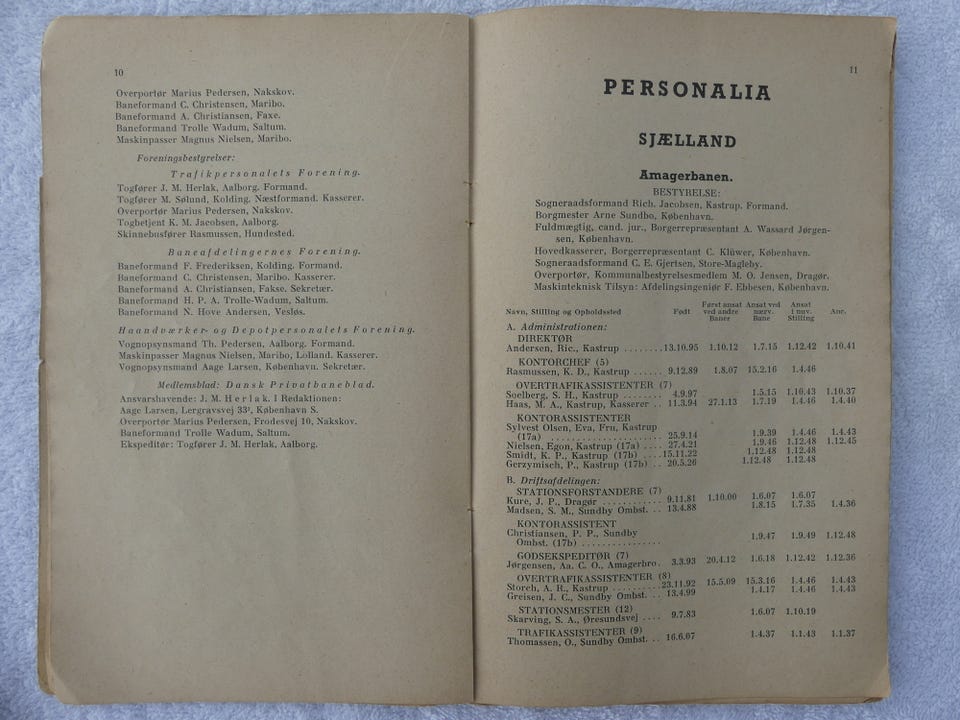 10
Overportør Marius Pedersen, Nakskov.
Baneformand C. Christensen, Maribo.
Baneformand A. Christiansen, Faxe.
Baneformand Trolle Wadum, Saltum.
Maskinpasser Magnus Nielsen, Maribo.
Foreningsbestyrelser:
Trafikpersonalets Forening.
Togfører J. M. Herlak, Aalborg. Formand.
Togfører M. Sølund, Kolding. Næstformand. Kasserer.
Overportør Marius Pedersen, Nakskov.
Togbetjent K. M. Jacobsen, Aalborg.
Skinnebusfører Rasmussen, Hundested.
Baneafdelingernes Forening.
Baneformand F. Frederiksen, Kolding. Formand.
Baneformand C. Christensen, Maribo. Kasserer.
Baneformand A. Christiansen, Fakse. Sekretær.
Baneformand H. P. A. Trolle-Wadum, Saltum.
Baneformand N. Hove Andersen, Vesløs.
Haandværker- og Depotpersonalets Forening.
Vognopsynsmand Th. Pedersen, Aalborg. Formand.
Maskinpasser Magnus Nielsen, Maribo, Lolland. Kasserer.
Vognopsynsmand Aage Larsen, København. Sekretær.
Medlemsblad: Dansk Privatbaneblad.
Ansvarshavende: J. M. Herlak. I Redaktionen:
Aage Larsen, Lergravsvej 33¹, København S.
Overportør Marius Pedersen, Frodesvej 10, Nakskov.
Baneformand Trolle Wadum, Saltum.
Ekspeditør: Togfører J. M. Herlak, Aalborg.
11
PERSONALIA
SJÆLLAND
Amagerbanen.
BESTYRELSE:
Sogneraadsformand Rich. Jacobsen, Kastrup. Formand.
Borgmester Arne Sundbo, København.
Fuldmægtig, cand. jur., Borgerrepræsentant A. Wassard Jørgen-
sen, København.
Hovedkasserer, Borgerrepræsentant C. Klüwer, København.
Sogneraadsformand C. E. Gjertsen, Store-Magleby.
Overportør, Kommunalbestyrelsesmedlem M. O. Jensen, Dragør.
Maskinteknisk Tilsyn: Afdelingsingeniør F. Ebbesen, København.
Navn, Stilling og Opholdssted Født Først ansat ved andre Baner Ansat ved nærv. Bane Ansat i nuv. Stilling Anc.
A. Administrationen:
DIREKTØR
Andersen, Ric., Kastrup ........ 13.10.95 1.10.12 1.7.15 1.12.42 1.10.41
KONTORCHEF (5)
Rasmussen, K. D., Kastrup ...... 9.12.89 1.8.07 15.2.16 1.4.46
OVERTRAFIKASSISTENTER (7)
Soelberg, S. H., Kastrup ....... 4.9.97 1.5.15 1.10.43 1.10.37
Haas, M. A., Kastrup, Kasserer .. 11.3.94 27.1.13 1.7.19 1.4.46 1.4.40
KONTORASSISTENTER
Sylvest Olsen, Eva, Fru, Kastrup
(17a) ...................... 25.9.14 1.9.39 1.4.46 1.4.43
Nielsen, Egon, Kastrup (17a) .... 27.4.21 1.9.46 1.12.48 1.12.45
Smidt, K. P., Kastrup (17b) .... 15.11.22 1.12.48 1.12.48
Gerzymisch, P., Kastrup (17b) .. 20.5.26 1.12.48 1.12.48
B. Driftsafdelingen:
STATIONSFORSTANDERE (7)
Kure, J. P., Dragør ............ 9.11.81 1.10.00 1.6.07 1.6.07
Madsen, S. M., Sundby Ombst. .. 13.4.88 1.8.15 1.7.35 1.4.36
KONTORASSISTENT
Christiansen, P. P., Sundby
Ombst. (17b) ................ 1.9.47 1.9.49 1.12.48
GODSEKSPEDITØR (7)
Jørgensen, Aa. C. O., Amagerbro. 3.3.93 20.4.12 1.6.18 1.12.42 1.12.36
OVERTRAFIKASSISTENTER (8)
Storch, A. R., Kastrup .......... 23.11.92 15.5.09 15.3.16 1.4.46 1.4.43
Greisen, J. C., Sundby Ombst. .. 13.4.99 1.4.17 1.4.46 1.4.43
STATIONSMESTER (12)
Skarving, S. A., Øresundsvej .... 9.7.83 1.6.07 1.10.19
TRAFIKASSISTENTER (9)
Thomassen, O., Sundby Ombst. .. 16.6.07 1.4.37 1.1.43 1.1.37